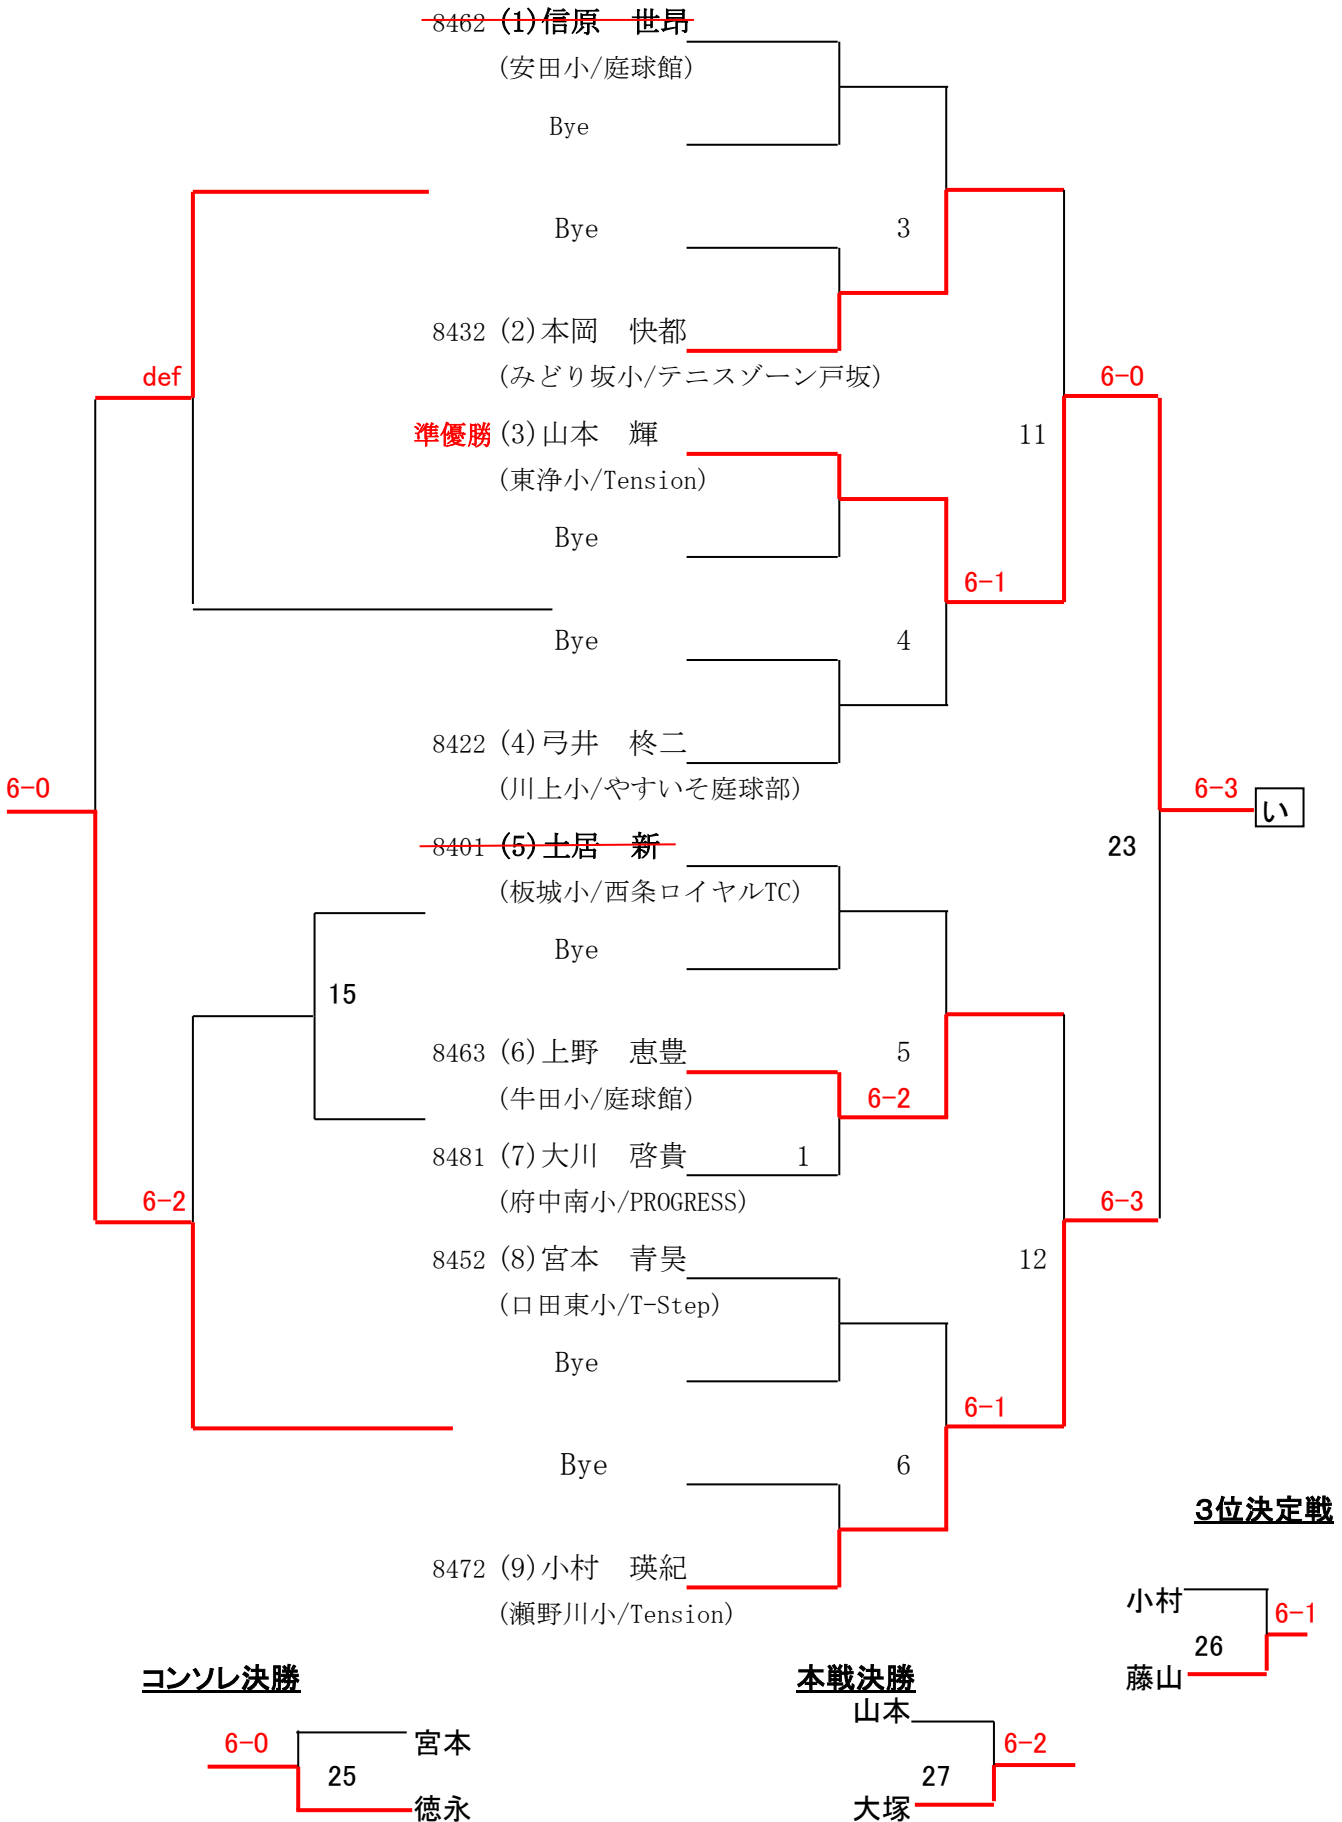 8462 (1)信原　世昂
(安田小/庭球館)
Bye
Bye 3
8432 (2)本岡　快都
def (みどり坂小/テニスゾーン戸坂) 6-0
準優勝 (3)山本　輝 11
(東浄小/Tension)
Bye
6-1
Bye 4
8422 (4)弓井　柊二
6-0 (川上小/やすいそ庭球部) 6-3
い
8401 (5)土居　新 23
(板城小/西条ロイヤルTC)
Bye
15
8463 (6)上野　恵豊 5
(牛田小/庭球館) 6-2
8481 (7)大川　啓貴 1
6-2 (府中南小/PROGRESS) 6-3
8452 (8)宮本　青昊 12
(口田東小/T-Step)
Bye
6-1
Bye 6
3位決定戦
8472 (9)小村　瑛紀
小村
(瀬野川小/Tension) 6-1
26
コンソレ決勝 本戦決勝 藤山
山本
6-0 宮本 6-2
25 27
徳永 大塚